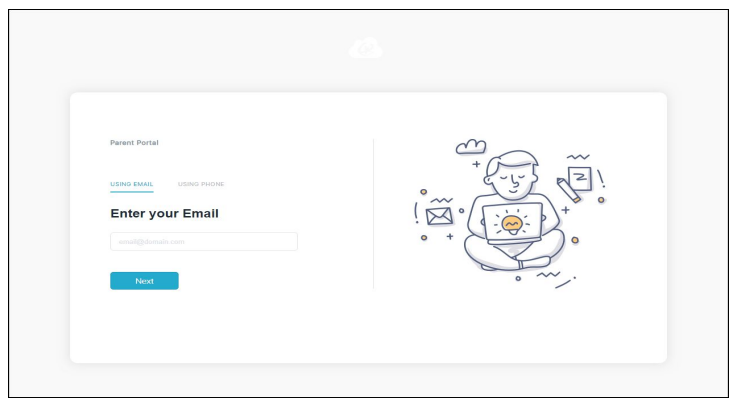 Parent Portal
USING EMAIL USING PHONE
Enter your Email
email@domain.com
Next